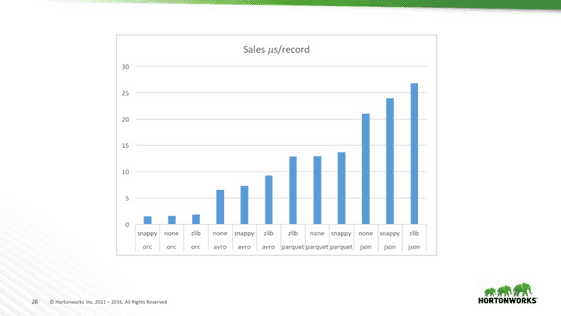 Sales µs/record
30
25
20
15
10
5
0
snappy none zlib none snappy zlib zlib none snappy none snappy zlib
orc orc orc avro avro avro parquet parquet parquet json json json
28 © Hortonworks Inc. 2011 – 2016. All Rights Reserved
HORTONWORKS